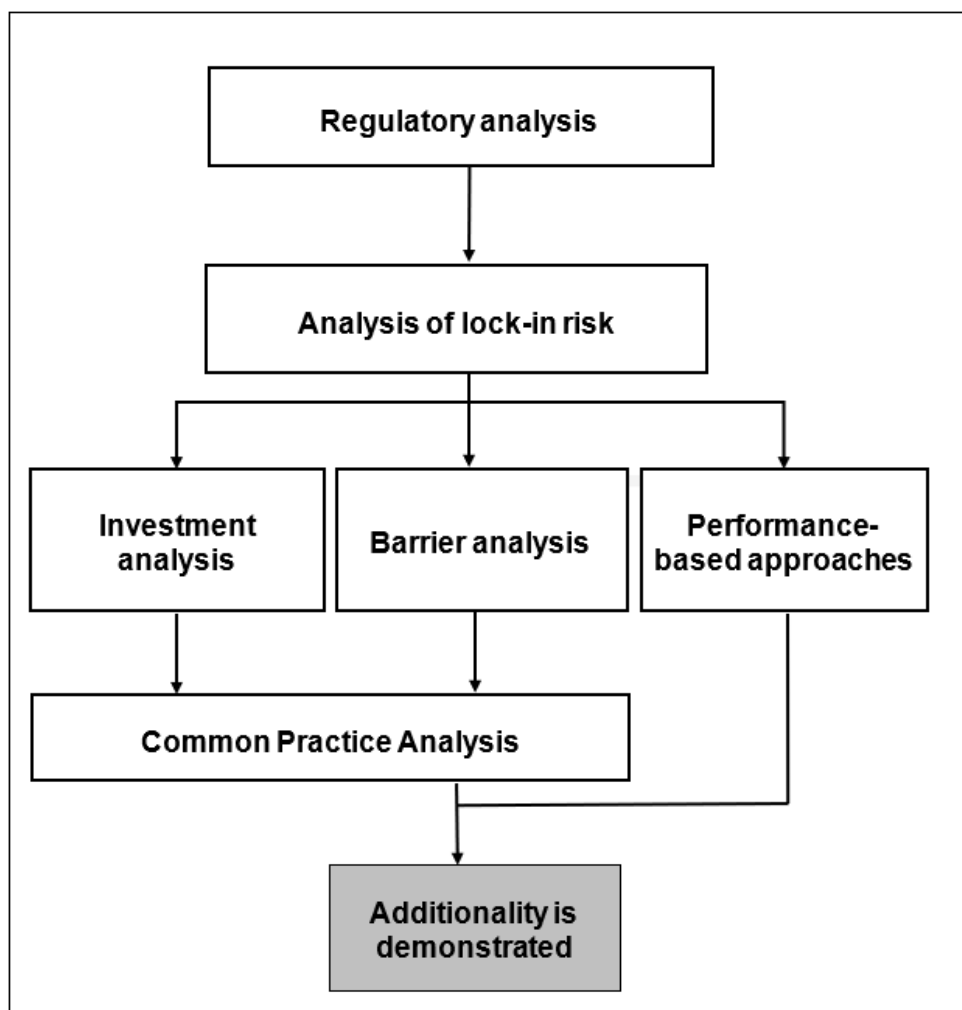 Regulatory analysis
Analysis of lock-in risk
Investment
analysis
Barrier analysis
Performance-
based approaches
Common Practice Analysis
Additionality is
demonstrated